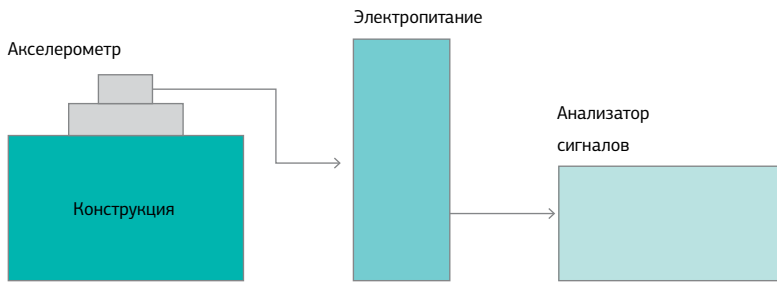 Электропитание
Акселерометр
Анализатор
сигналов
Конструкция